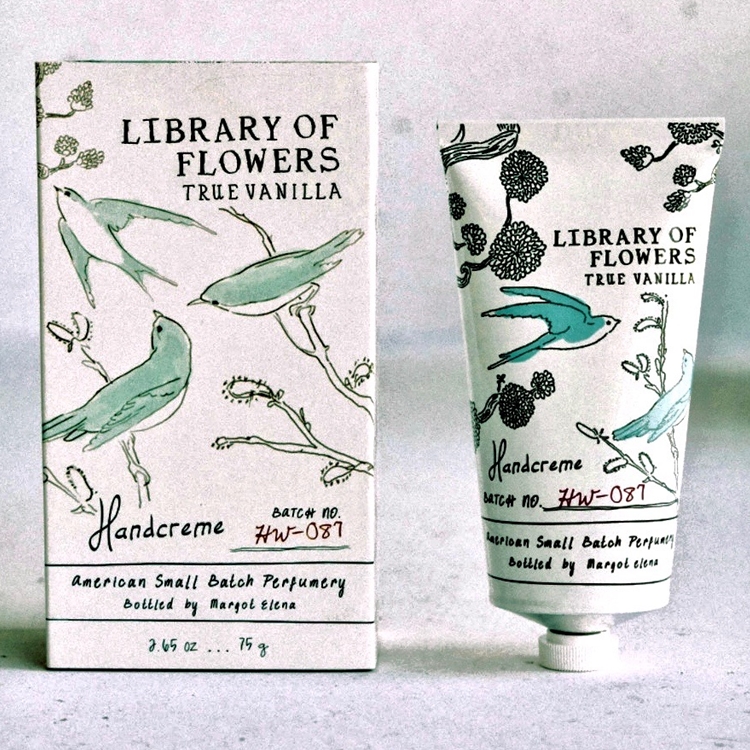 LIBRARY OF
FLOWERS
TRUE VANILLA
Handcreme
BATCH NO.
HW-087
American Small Batch Perfumery
Bottled by Margot Elena
2.65 oz ... 75 g
LIBRARY OF
FLOWERS
TRUE VANILLA
Handcreme
BATCH NO. HW-087
American Small Batch Perfumery
Bottled by Margot elena